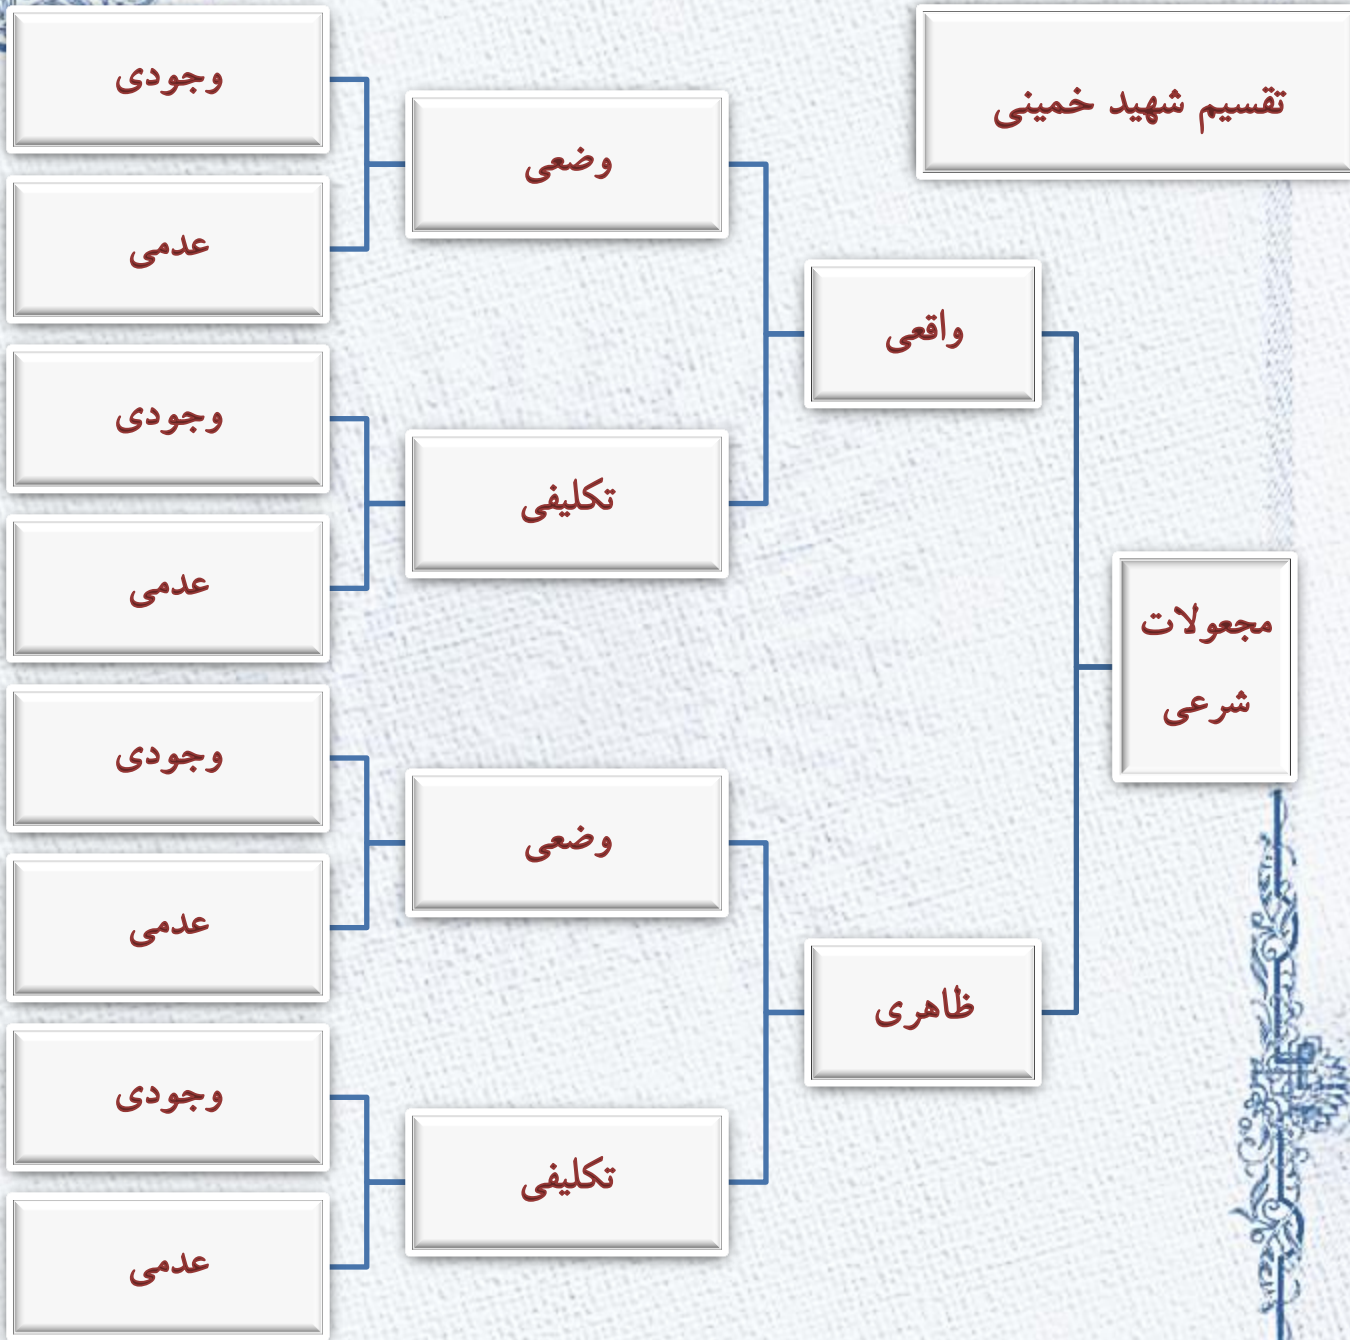 تقسیم شهید خمینی
مجعولات
شرعی
واقعی
وضعی
وجودی
عدمی
تکلیفی
وجودی
عدمی
ظاهری
وضعی
وجودی
عدمی
تکلیفی
وجودی
عدمی